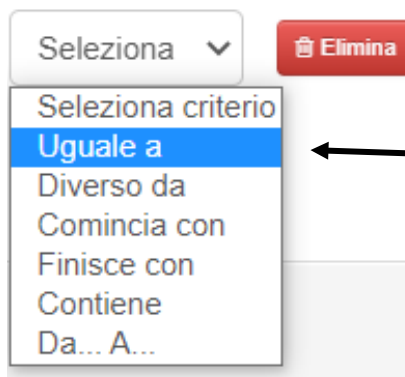 Seleziona
Elimina
Seleziona criterio
Uguale a
Diverso da
Comincia con
Finisce con
Contiene
Da... A...